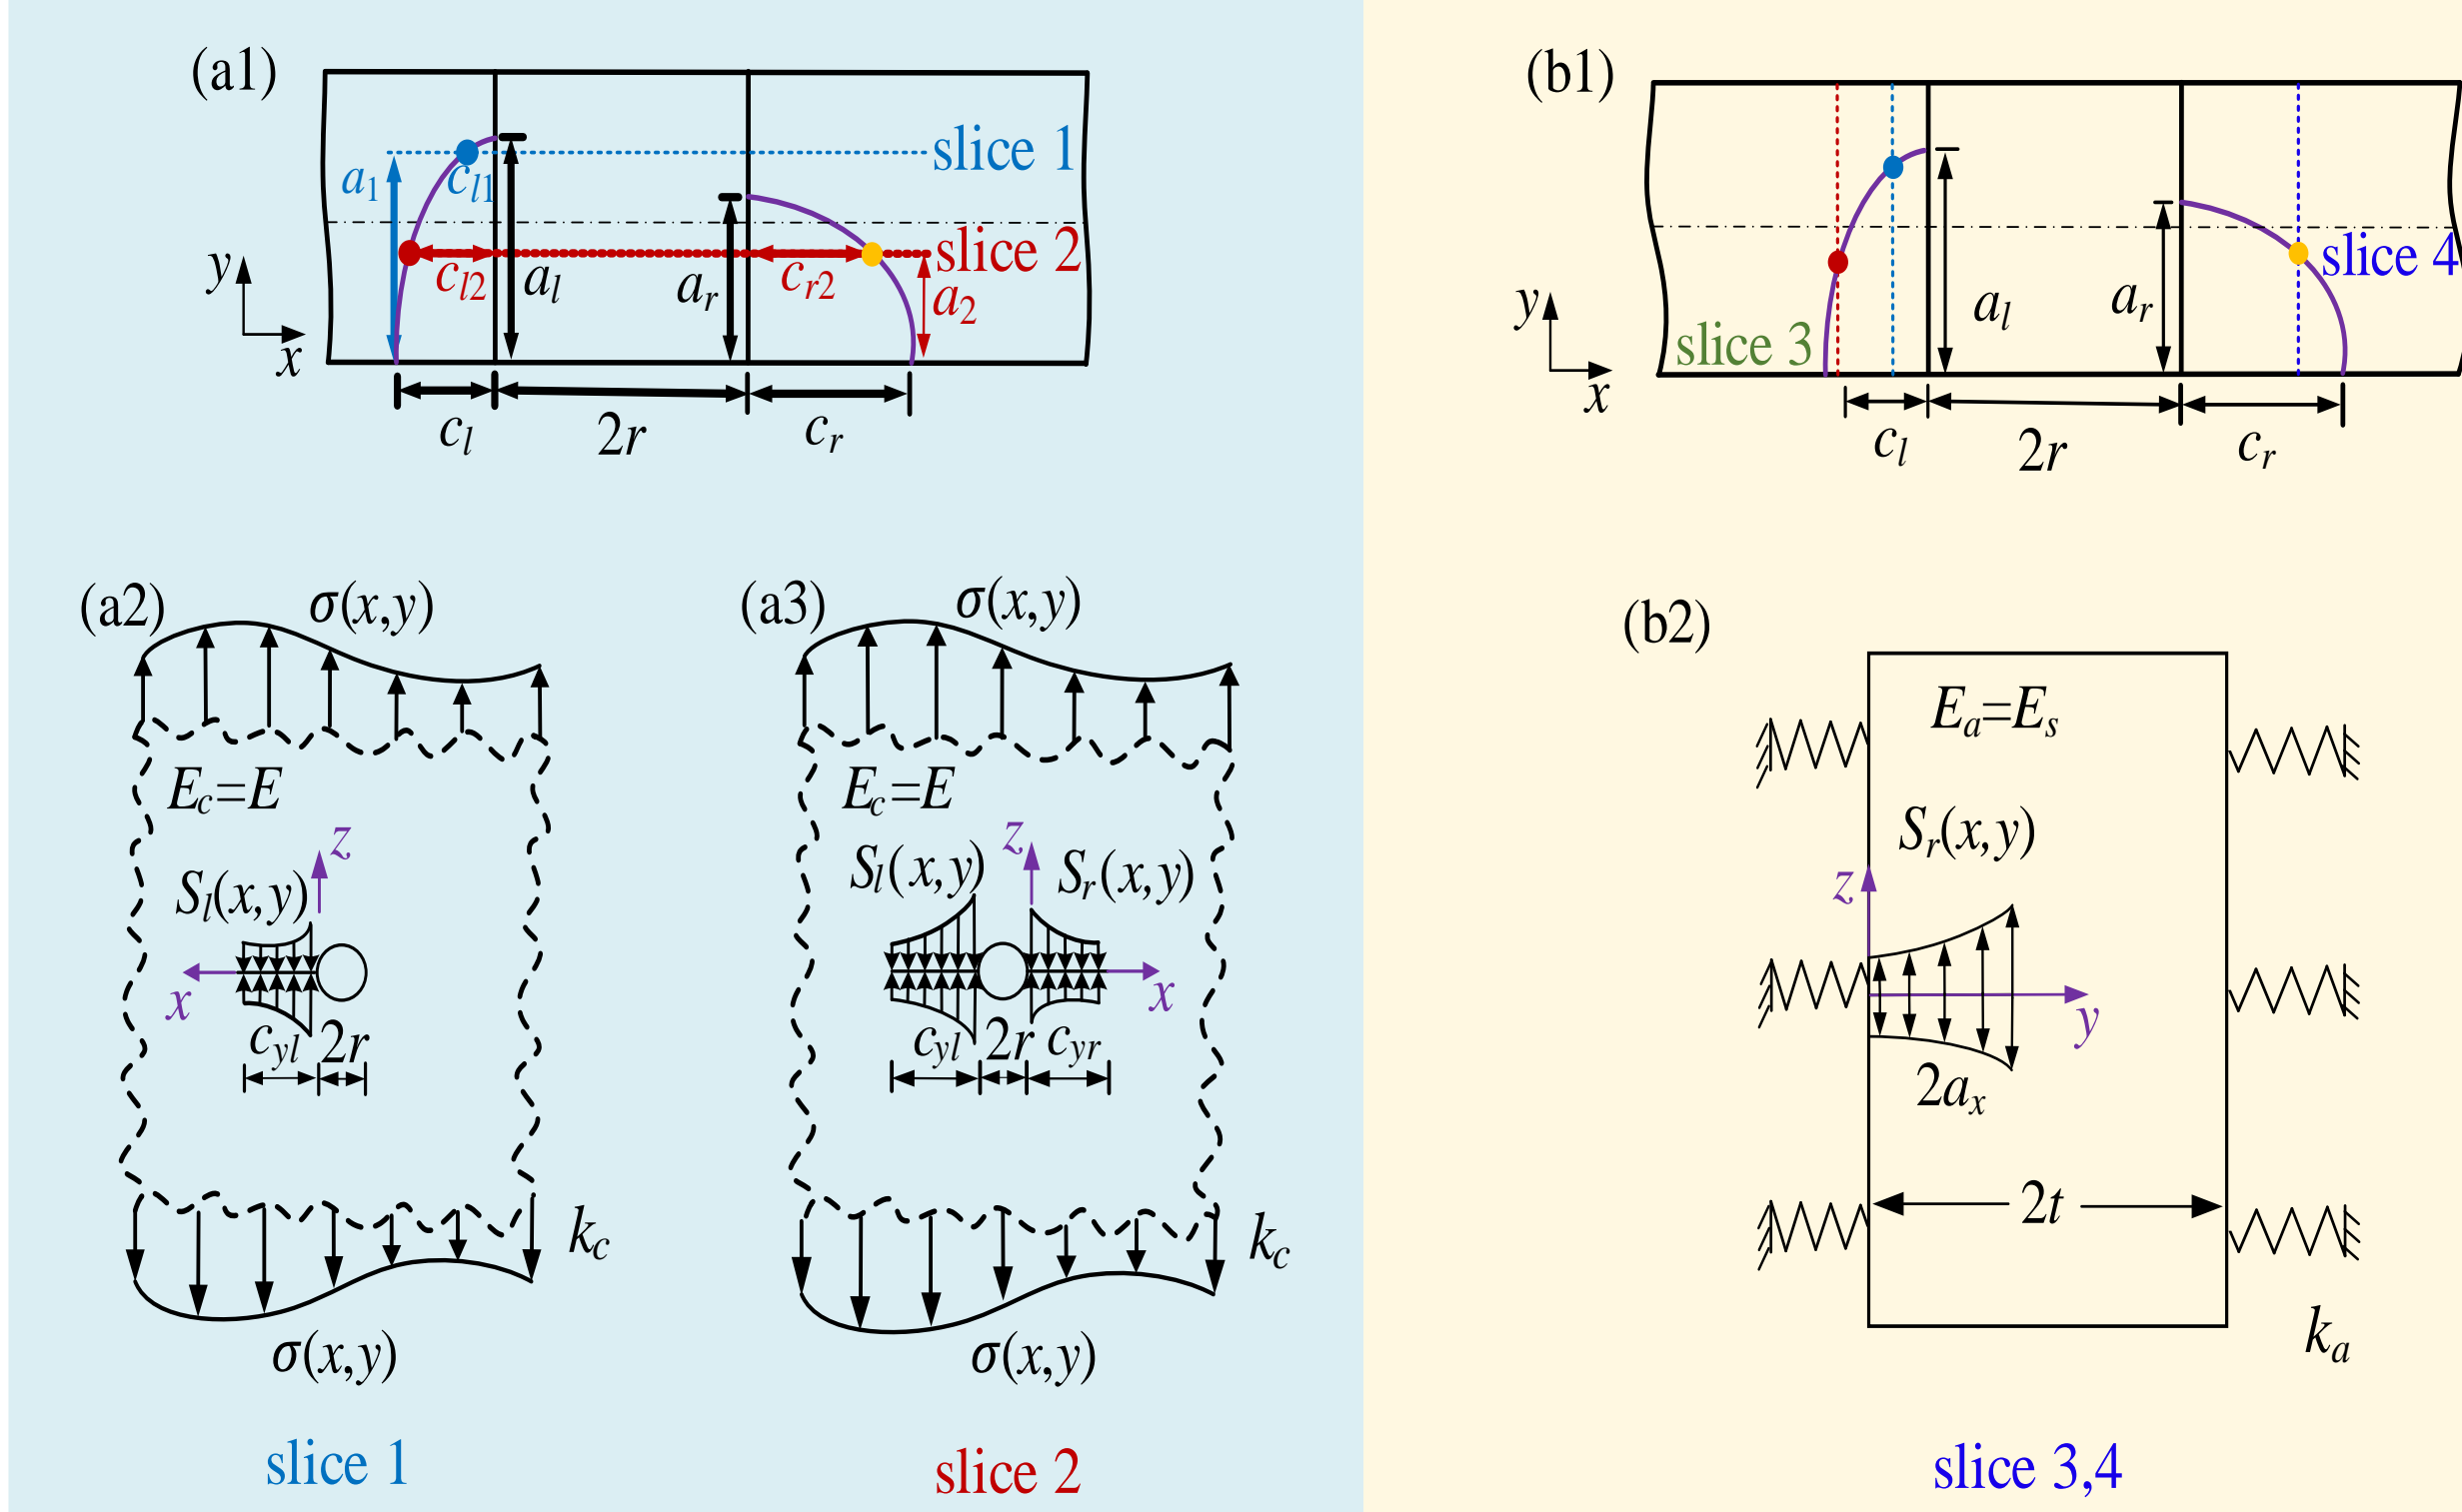 (a1)
slice 1
a1
cl1
slice 2
cl2
al
ar
cr2
a2
y
x
cl
2r
cr
(b1)
slice 4
slice 3
al
ar
y
x
cl
2r
cr
(a2)
σ(x,y)
Ec=E
z
Sl(x,y)
x
cyl
2r
kc
σ(x,y)
slice 1
(a3)
σ(x,y)
Ec=E
z
Sl(x,y)
Sr(x,y)
x
cyl
2r
cyr
kc
σ(x,y)
slice 2
(b2)
Ea=Es
Sr(x,y)
z
y
2ax
2t
ka
slice 3,4